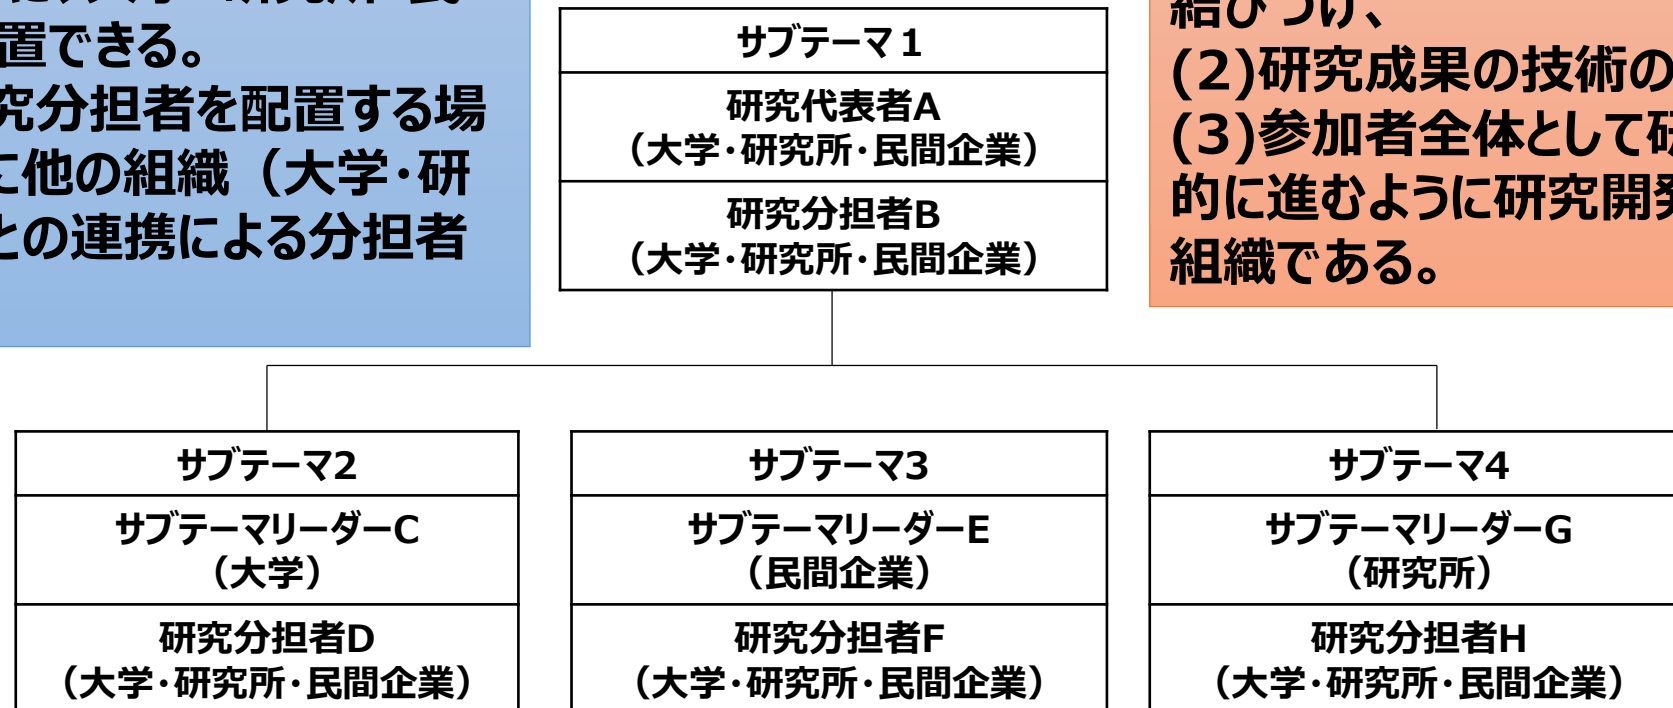 置できる。
究分担者を配置する場
に他の組織（大学・研
との連携による分担者
サブテーマ１
研究代表者A
（大学・研究所・民間企業）
研究分担者B
（大学・研究所・民間企業）
結びつけ、
(2)研究成果の技術の
(3)参加者全体として研
的に進むように研究開発
組織である。
サブテーマ2
サブテーマリーダーC
（大学）
研究分担者D
（大学・研究所・民間企業）
サブテーマ3
サブテーマリーダーE
（民間企業）
研究分担者F
（大学・研究所・民間企業）
サブテーマ4
サブテーマリーダーG
（研究所）
研究分担者H
（大学・研究所・民間企業）